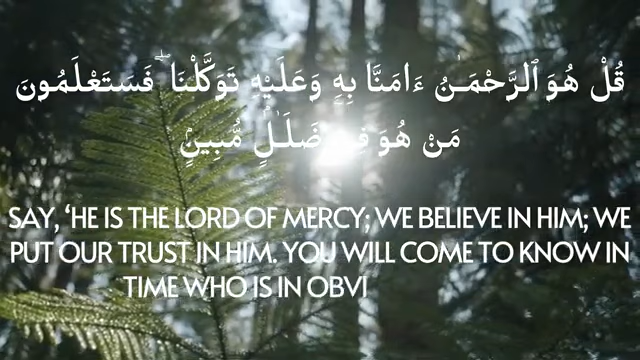 قُلْ هُوَ ٱلرَّحْمَـٰنُ ءَامَنَّا بِهِۦ وَعَلَيْهِ تَوَكَّلْنَا ۖ فَسَتَعْلَمُونَ
مَنْ هُوَ فِى ضَلَـٰلٍ مُّبِينٍ
SAY, ‘HE IS THE LORD OF MERCY; WE BELIEVE IN HIM; WE
PUT OUR TRUST IN HIM. YOU WILL COME TO KNOW IN
TIME WHO IS IN OBVI